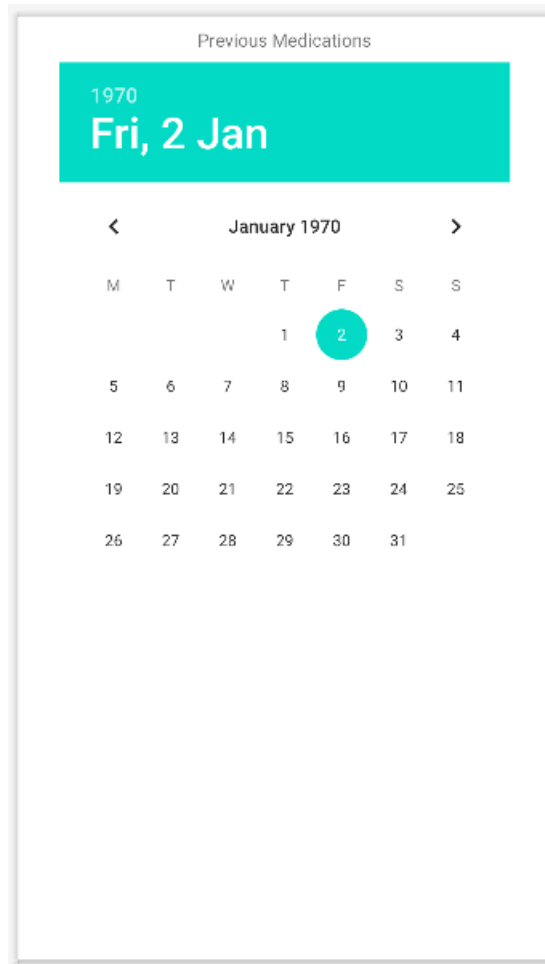 Previous Medications
1970
Fri, 2 Jan
January 1970
M T W T F S S
1 2 3 4
5 6 7 8 9 10 11
12 13 14 15 16 17 18
19 20 21 22 23 24 25
26 27 28 29 30 31